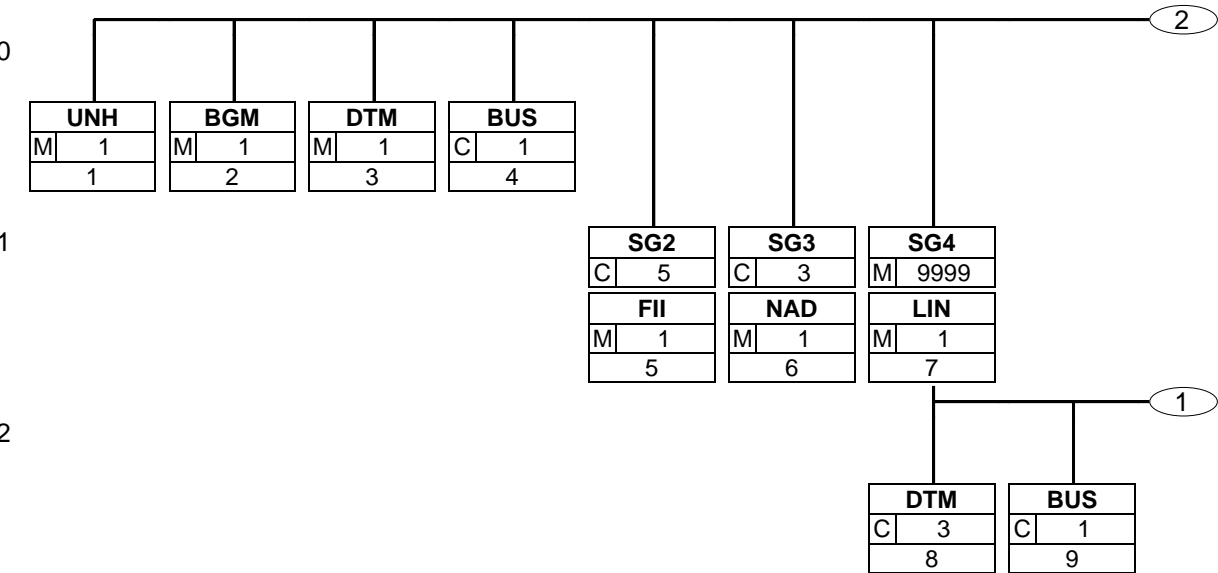 2
0
UNH BGM DTM BUS
M 1 M 1 M 1 C 1
1 2 3 4
1
SG2 SG3 SG4
C 5 C 3 M 9999
FII NAD LIN
M 1 M 1 M 1
5 6 7
1
2
DTM BUS
C 3 C 1
8 9